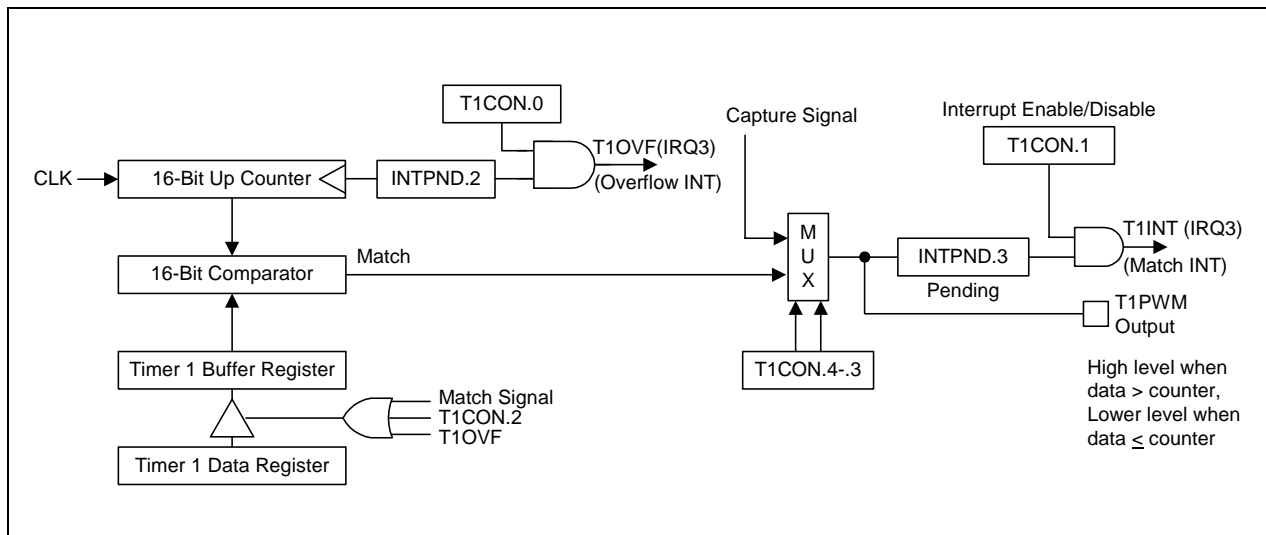 T1CON.0
Capture Signal
Interrupt Enable/Disable
T1CON.1
CLK
16-Bit Up Counter
INTPND.2
T1OVF(IRQ3)
(Overflow INT)
M
U
X
16-Bit Comparator
Match
INTPND.3
Pending
T1INT (IRQ3)
(Match INT)
T1PWM
Output
Timer 1 Buffer Register
T1CON.4-.3
High level when
data > counter,
Lower level when
data < counter
Match Signal
T1CON.2
T1OVF
Timer 1 Data Register